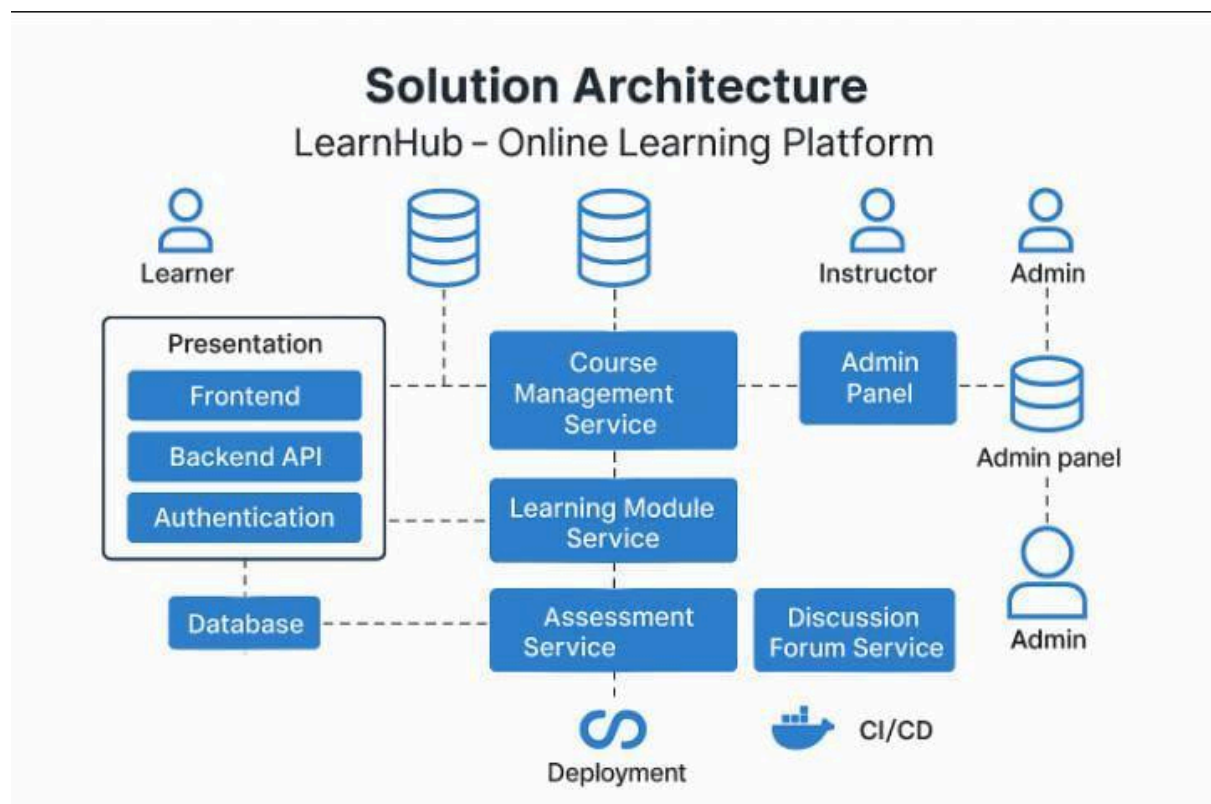 Solution Architecture
LearnHub – Online Learning Platform
Learner
Instructor
Admin
Presentation
Frontend
Backend API
Authentication
Database
Course
Management
Service
Learning Module
Service
Assessment
Service
Discussion
Forum Service
Admin
Panel
Admin panel
Admin
Deployment
CI/CD